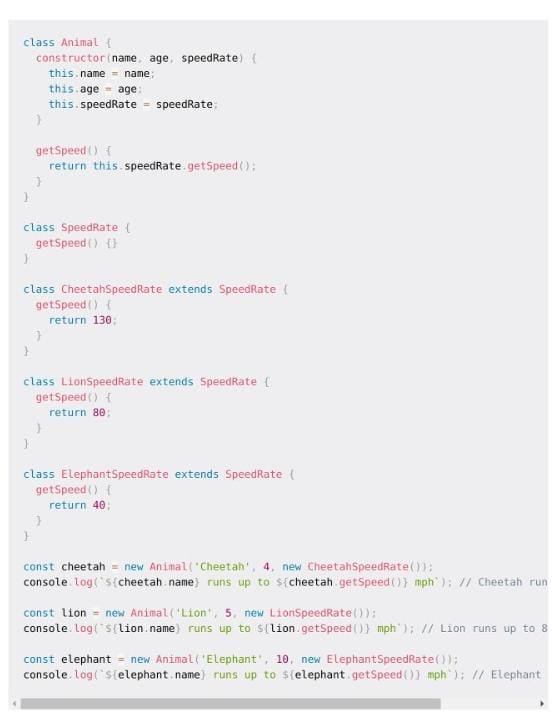 class Animal {
  constructor(name, age, speedRate) {
    this.name = name;
    this.age = age;
    this.speedRate = speedRate;
  }

  getSpeed() {
    return this.speedRate.getSpeed();
  }
}

class SpeedRate {
  getSpeed() {}
}

class CheetahSpeedRate extends SpeedRate {
  getSpeed() {
    return 130;
  }
}

class LionSpeedRate extends SpeedRate {
  getSpeed() {
    return 80;
  }
}

class ElephantSpeedRate extends SpeedRate {
  getSpeed() {
    return 40;
  }
}

const cheetah = new Animal('Cheetah', 4, new CheetahSpeedRate());
console.log(`${cheetah.name} runs up to ${cheetah.getSpeed()} mph`); // Cheetah run

const lion = new Animal('Lion', 5, new LionSpeedRate());
console.log(`${lion.name} runs up to ${lion.getSpeed()} mph`); // Lion runs up to 8

const elephant = new Animal('Elephant', 10, new ElephantSpeedRate());
console.log(`${elephant.name} runs up to ${elephant.getSpeed()} mph`); // Elephant